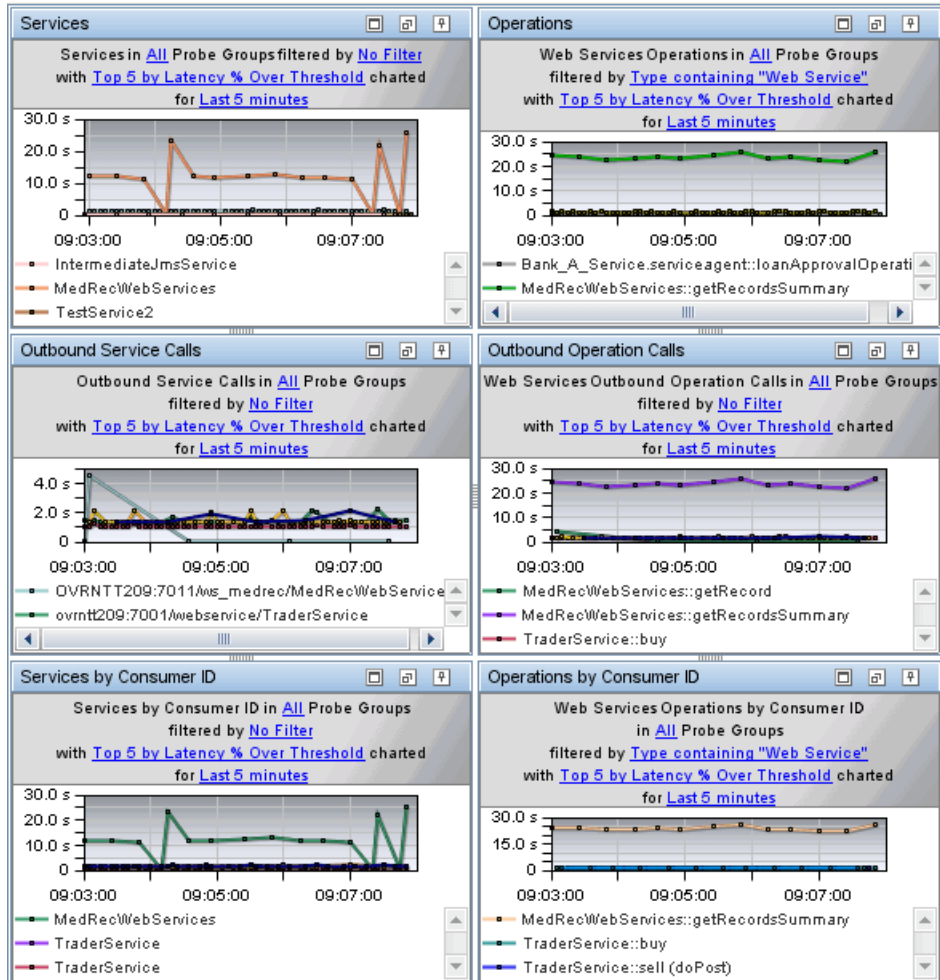 Services
Services in All Probe Groups filtered by No Filter
with Top 5 by Latency % Over Threshold charted
for Last 5 minutes
30.0 s
20.0 s
10.0 s
0
09:03:00 09:05:00 09:07:00
IntermediateJmsService
MedRecWebServices
TestService2
Operations
Web Services Operations in All Probe Groups
filtered by Type containing "Web Service"
with Top 5 by Latency % Over Threshold charted
for Last 5 minutes
30.0 s
20.0 s
10.0 s
0
09:03:00 09:05:00 09:07:00
Bank_A_Service.serviceagent::loanApprovalOperati
MedRecWebServices::getRecordsSummary
Outbound Service Calls
Outbound Service Calls in All Probe Groups
filtered by No Filter
with Top 5 by Latency % Over Threshold charted
for Last 5 minutes
4.0 s
2.0 s
0
09:03:00 09:05:00 09:07:00
OVRNTT209:7011/ws_medrec/MedRecWebService
ovrntt209:7001/webservice/TraderService
Outbound Operation Calls
Web Services Outbound Operation Calls in All Probe Groups
filtered by No Filter
with Top 5 by Latency % Over Threshold charted
for Last 5 minutes
30.0 s
20.0 s
10.0 s
0
09:03:00 09:05:00 09:07:00
MedRecWebServices::getRecord
MedRecWebServices::getRecordsSummary
TraderService::buy
Services by Consumer ID
Services by Consumer ID in All Probe Groups
filtered by No Filter
with Top 5 by Latency % Over Threshold charted
for Last 5 minutes
30.0 s
20.0 s
10.0 s
0
09:03:00 09:05:00 09:07:00
MedRecWebServices
TraderService
TraderService
Operations by Consumer ID
Web Services Operations by Consumer ID
in All Probe Groups
filtered by Type containing "Web Service"
with Top 5 by Latency % Over Threshold charted
for Last 5 minutes
30.0 s
15.0 s
0
09:03:00 09:05:00 09:07:00
MedRecWebServices::getRecordsSummary
TraderService::buy
TraderService::sell (doPost)